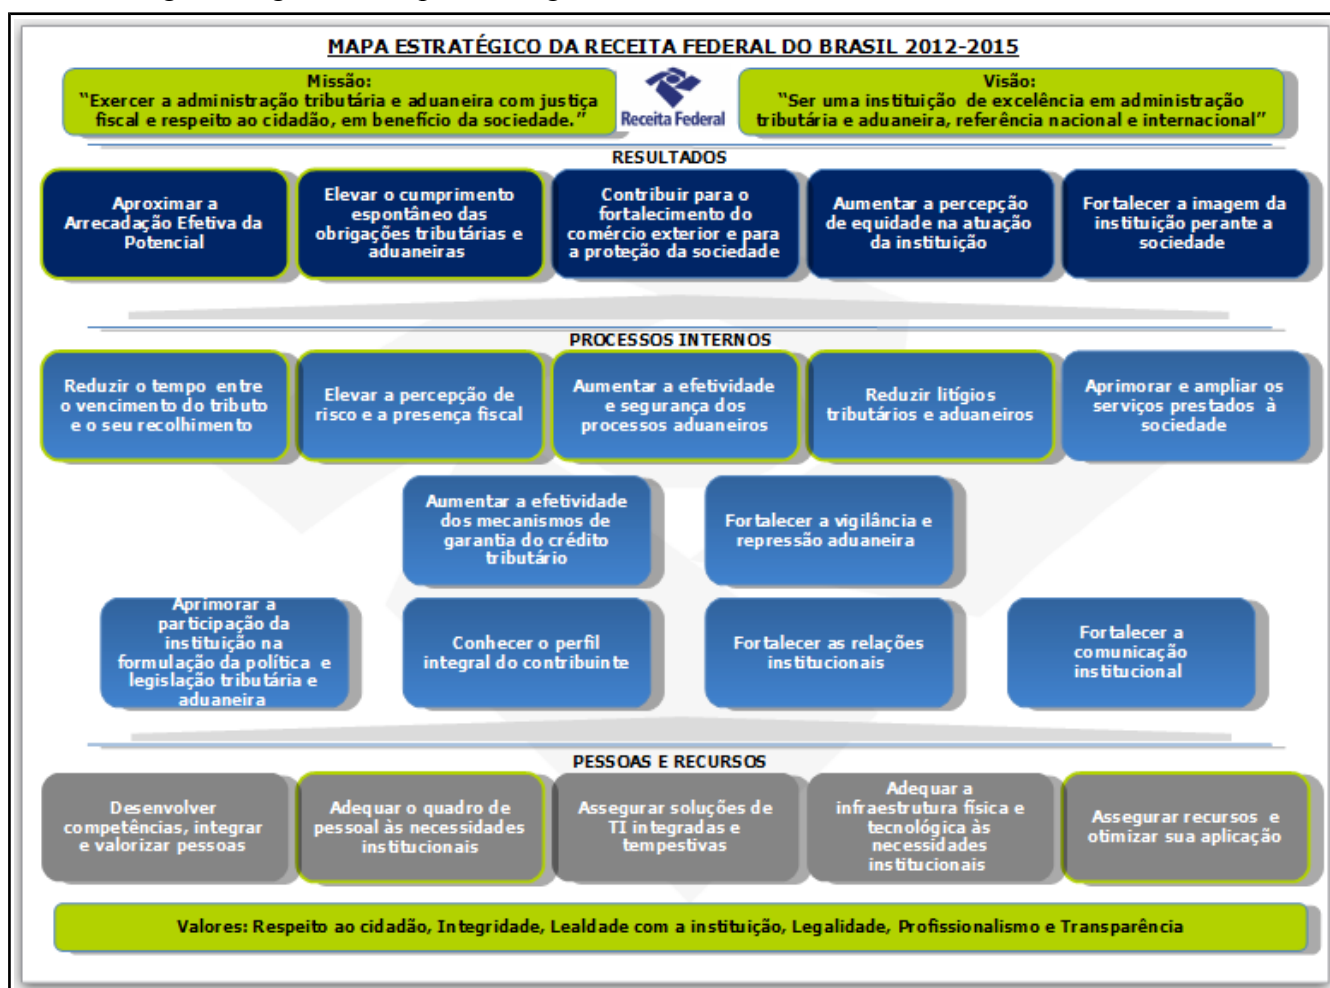 MAPA ESTRATÉGICO DA RECEITA FEDERAL DO BRASIL 2012-2015
Missão:
“Exercer a administração tributária e aduaneira com justiça
fiscal e respeito ao cidadão, em benefício da sociedade.”
Receita Federal
Visão:
“Ser uma instituição de excelência em administração
tributária e aduaneira, referência nacional e internacional”
RESULTADOS
Aproximar a
Arrecadação Efetiva da
Potencial
Elevar o cumprimento
espontâneo das
obrigações tributárias e
aduaneiras
Contribuir para o
fortalecimento do
comércio exterior e para
a proteção da sociedade
Aumentar a percepção
de equidade na atuação
da instituição
Fortalecer a imagem da
instituição perante a
sociedade
PROCESSOS INTERNOS
Reduzir o tempo entre
o vencimento do tributo
e o seu recolhimento
Elevar a percepção de
risco e a presença fiscal
Aumentar a efetividade
e segurança dos
processos aduaneiros
Reduzir litígios
tributários e aduaneiros
Aprimorar e ampliar os
serviços prestados à
sociedade
Aumentar a efetividade
dos mecanismos de
garantia do crédito
tributário
Fortalecer a vigilância e
repressão aduaneira
Aprimorar a
participação da
instituição na
formulação da política e
legislação tributária e
aduaneira
Conhecer o perfil
integral do contribuinte
Fortalecer as relações
institucionais
Fortalecer a
comunicação
institucional
PESSOAS E RECURSOS
Desenvolver
competências, integrar
e valorizar pessoas
Adequar o quadro de
pessoal às necessidades
institucionais
Assegurar soluções de
TI integradas e
tempestivas
Adequar a
infraestrutura física e
tecnológica às
necessidades
institucionais
Assegurar recursos e
otimizar sua aplicação
Valores: Respeito ao cidadão, Integridade, Lealdade com a instituição, Legalidade, Profissionalismo e Transparência